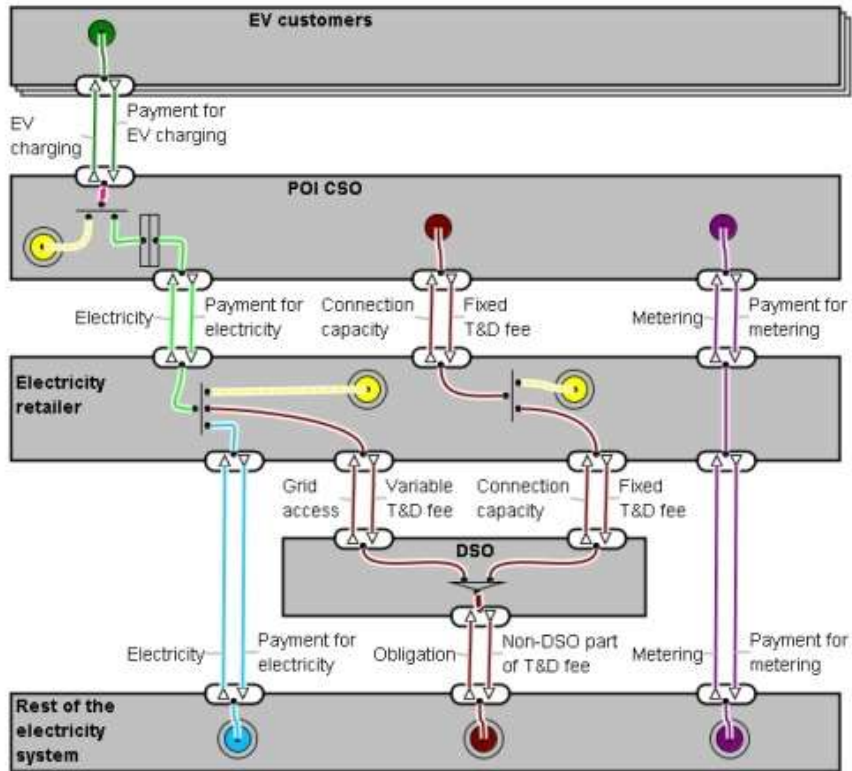 EV customers
EV
charging
Payment for
EV charging
POI CSO
Electricity
Payment for
electricity
Connection
capacity
Fixed
T&D fee
Metering
Payment for
metering
Electricity
retailer
Grid
access
Variable
T&D fee
Connection
capacity
Fixed
T&D fee
DSO
Electricity
Payment for
electricity
Obligation
Non-DSO part
of T&D fee
Metering
Payment for
metering
Rest of the
electricity
system